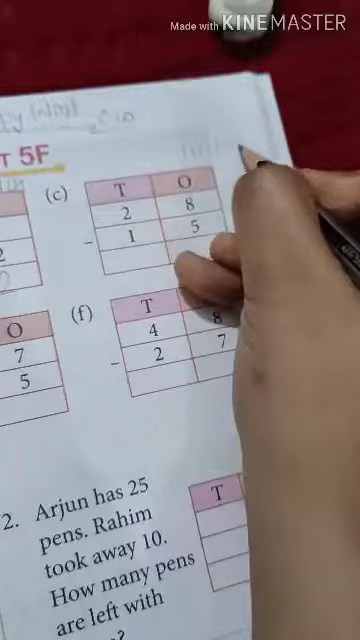 Made with KINEMASTER
T 5F
(c)
T O
2 8
- 1 5
2
O
7
5
(f)
T
4 8
- 2 7
2. Arjun has 25
pens. Rahim
took away 10.
How many pens
are left with
T